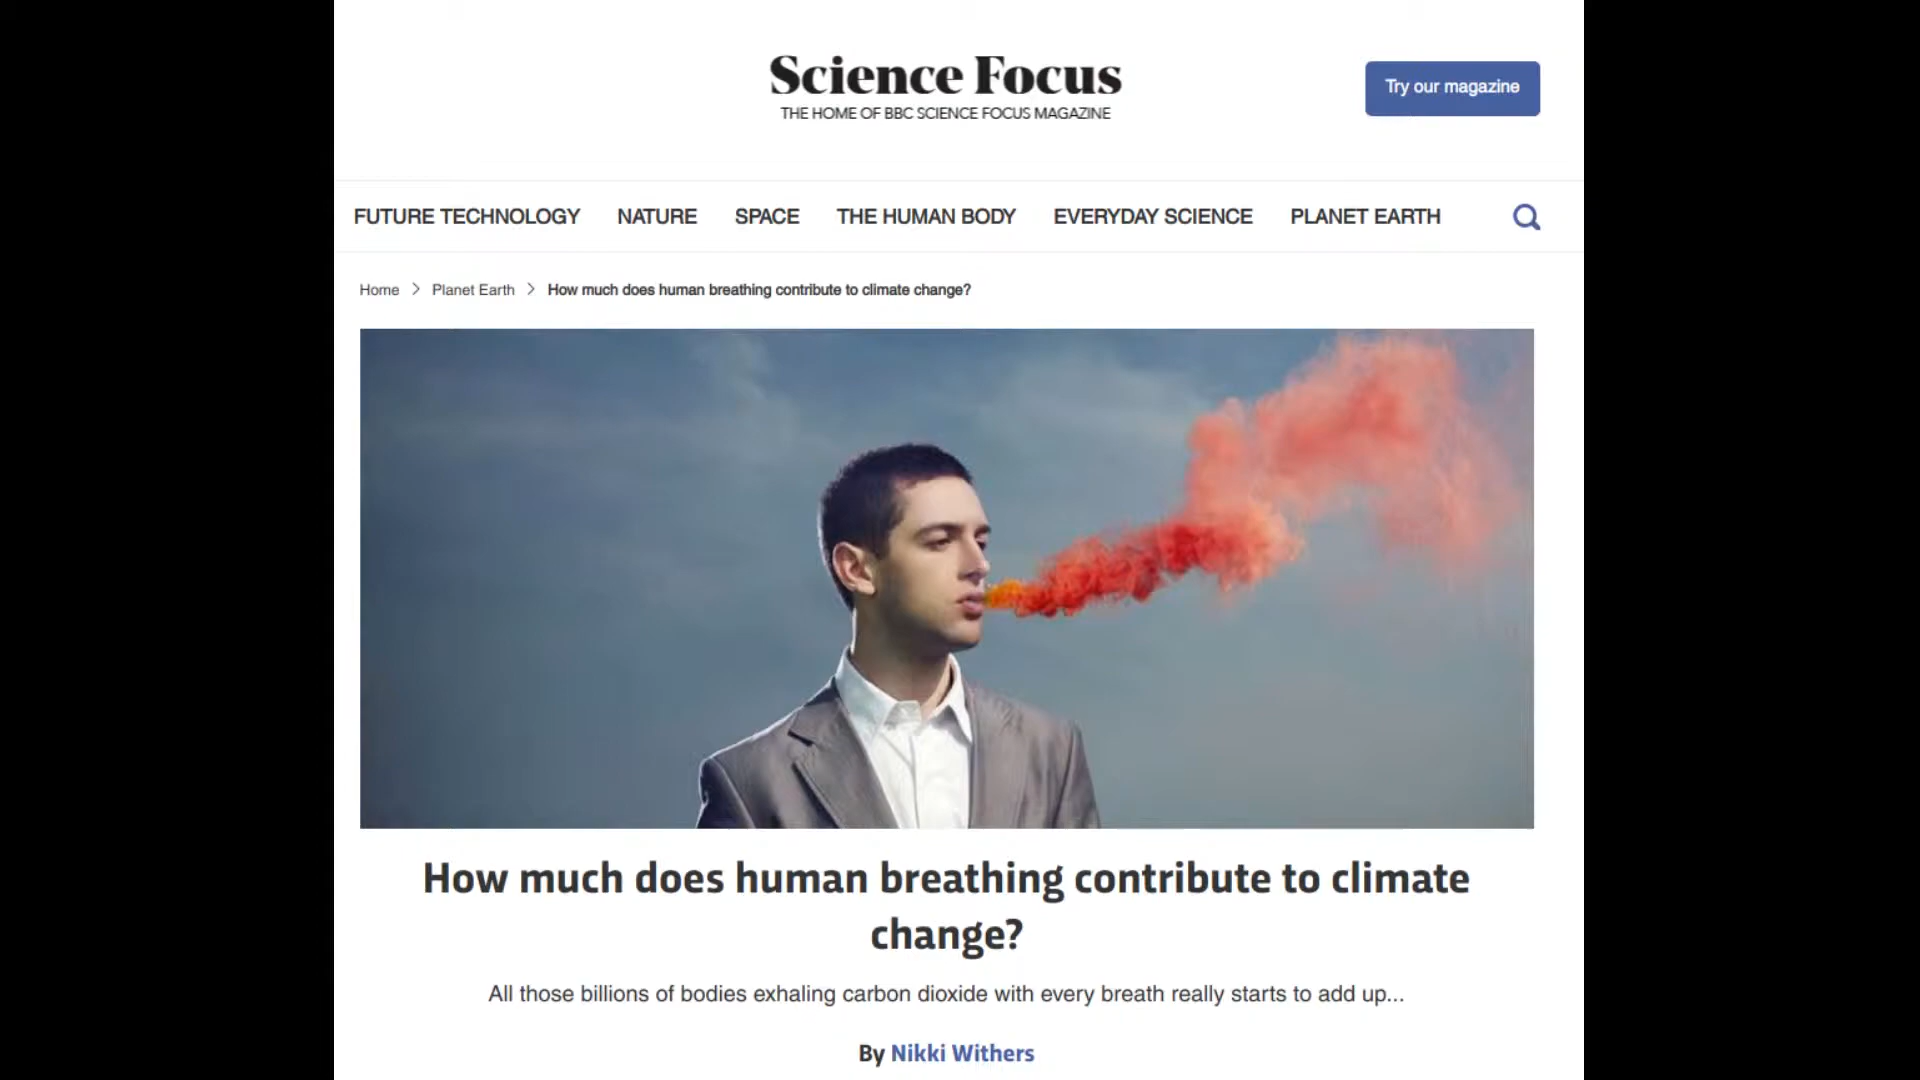 Science Focus
THE HOME OF BBC SCIENCE FOCUS MAGAZINE
Try our magazine
FUTURE TECHNOLOGY NATURE SPACE THE HUMAN BODY EVERYDAY SCIENCE PLANET EARTH
Home > Planet Earth > How much does human breathing contribute to climate change?
How much does human breathing contribute to climate
change?
All those billions of bodies exhaling carbon dioxide with every breath really starts to add up...
By Nikki Withers